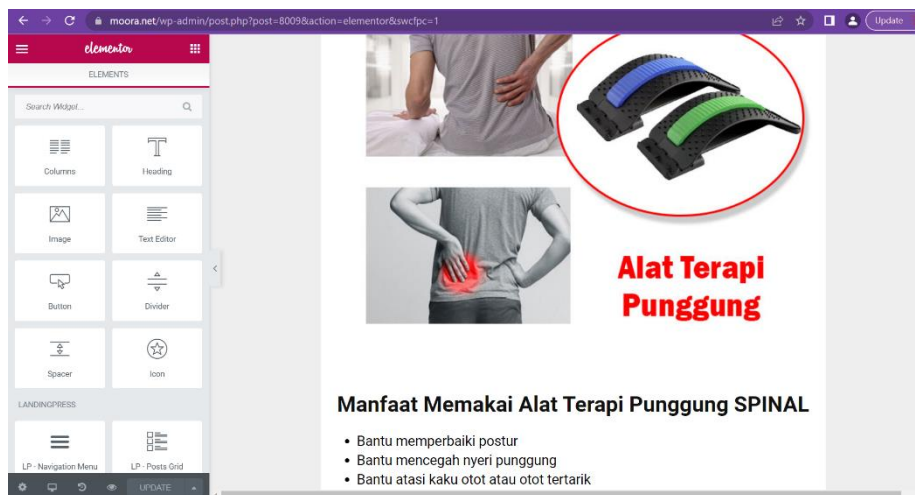 moora.net/wp-admin/post.php?post=8009&action=elementor&swcfpc=1
Update
elementor
ELEMENTS
Search Widget...
Columns
Heading
Image
Text Editor
Button
Divider
Spacer
Icon
LANDINGPRESS
LP - Navigation Menu
LP - Posts Grid
UPDATE
Alat Terapi
Punggung
Manfaat Memakai Alat Terapi Punggung SPINAL
• Bantu memperbaiki postur
• Bantu mencegah nyeri punggung
• Bantu atasi kaku otot atau otot tertarik